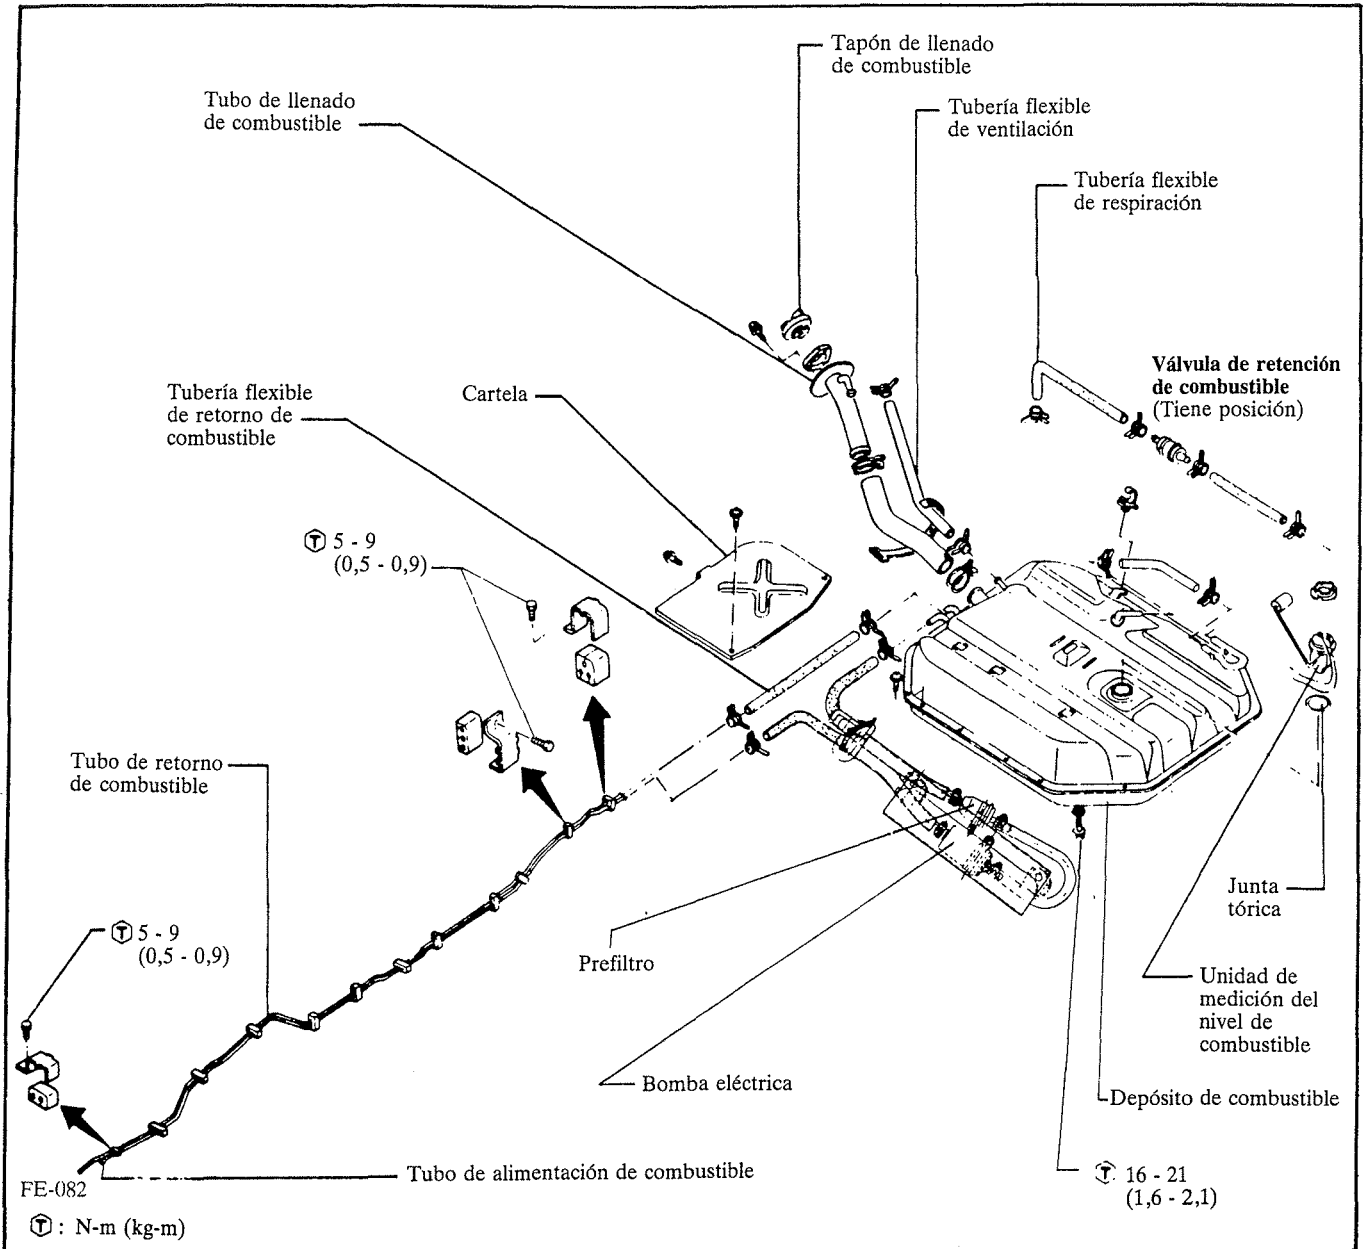 Tapón de llenado
de combustible
Tubo de llenado
de combustible
Tubería flexible
de ventilación
Tubería flexible
de respiración
Válvula de retención
de combustible
(Tiene posición)
Tubería flexible
de retorno de
combustible
Cartela
T 5 - 9
(0,5 - 0,9)
Tubo de retorno
de combustible
T 5 - 9
(0,5 - 0,9)
Prefiltro
Junta
tórica
Unidad de
medición del
nivel de
combustible
Bomba eléctrica
Depósito de combustible
Tubo de alimentación de combustible
T 16 - 21
(1,6 - 2,1)
FE-082
T : N-m (kg-m)